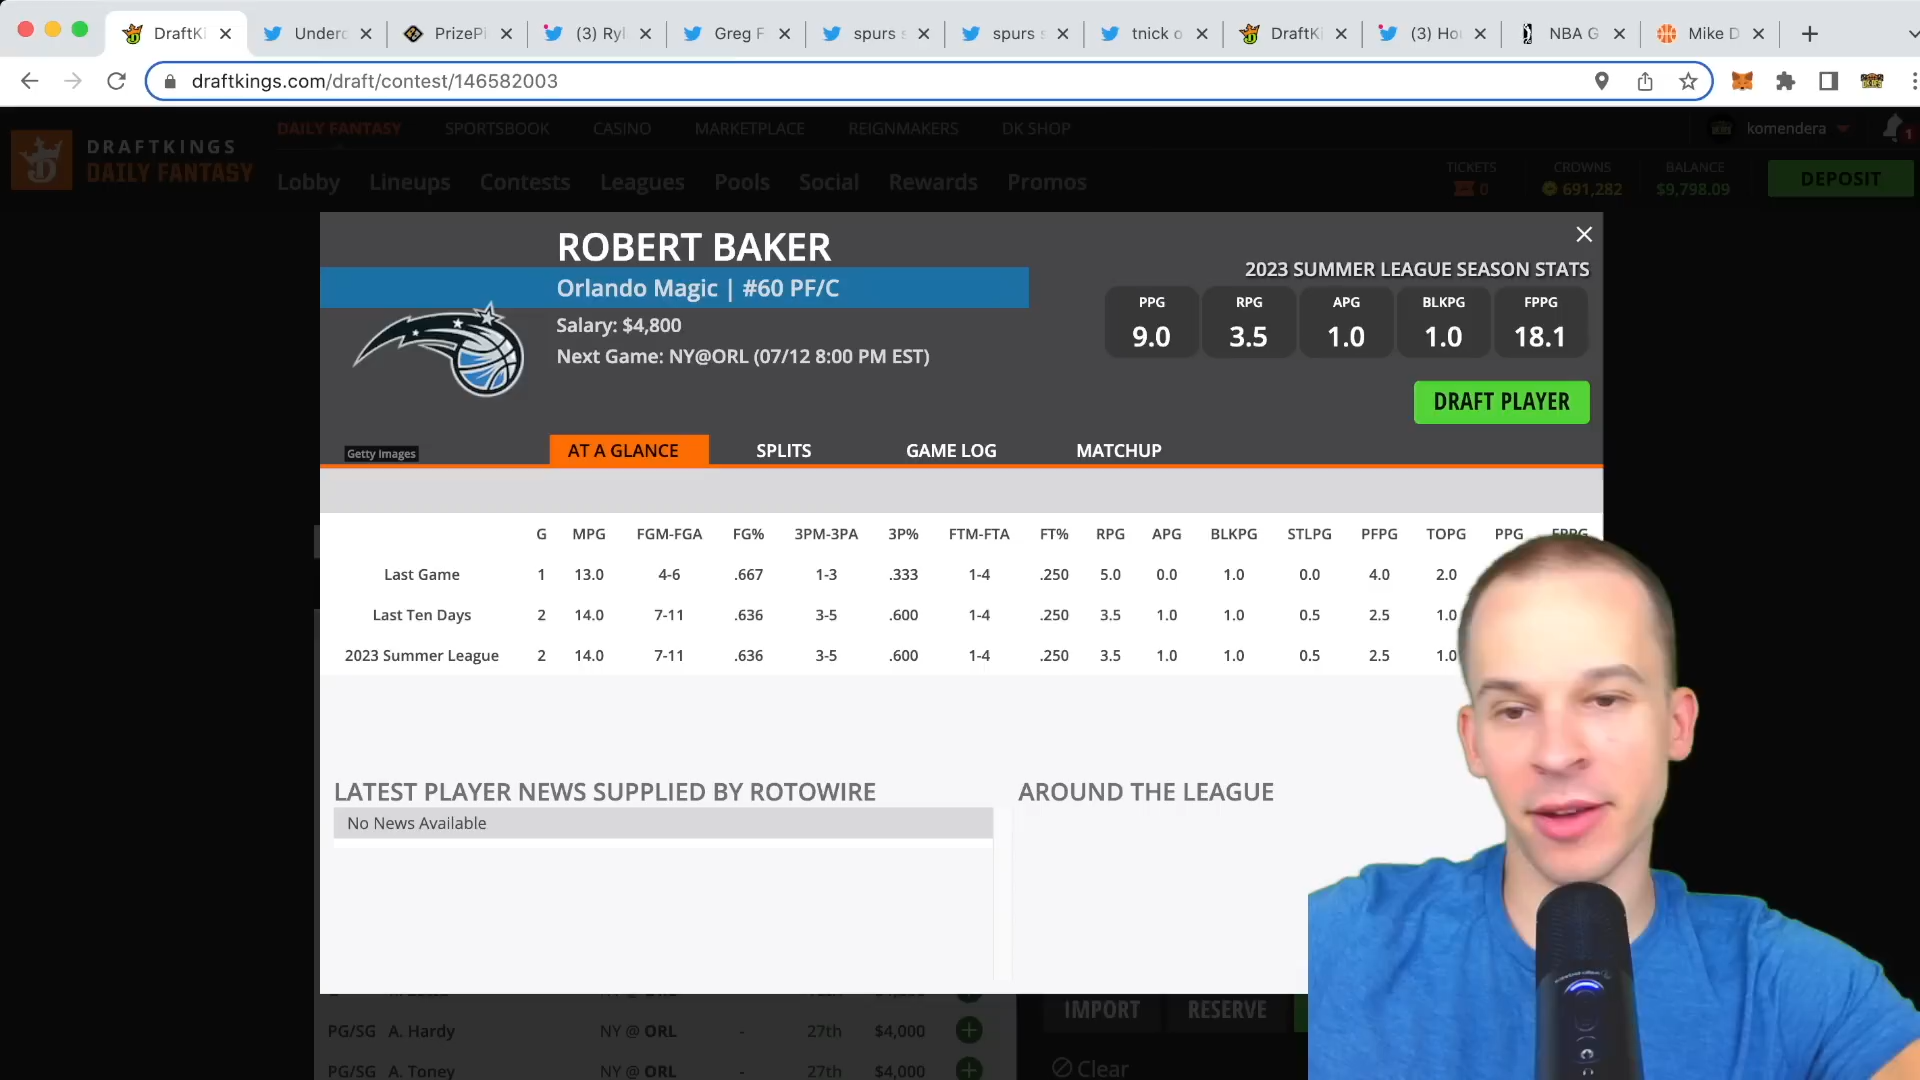 DraftKi
Underd
PrizePi
(3) Ryl
Greg F
spurs s
spurs s
tnick o
DraftKi
(3) Ho
NBA G
Mike D
draftkings.com/draft/contest/146582003
DRAFTKINGS
DAILY FANTASY
DAILY FANTASY SPORTSBOOK CASINO MARKETPLACE REIGNMAKERS DK SHOP
komendera
1
Lobby Lineups Contests Leagues Pools Social Rewards Promos
TICKETS
0
CROWNS
691,282
BALANCE
$9,798.09
DEPOSIT
ROBERT BAKER
Orlando Magic | #60 PF/C
Salary: $4,800
Next Game: NY@ORL (07/12 8:00 PM EST)
Getty Images
2023 SUMMER LEAGUE SEASON STATS
PPG RPG APG BLKPG FPPG
9.0 3.5 1.0 1.0 18.1
DRAFT PLAYER
AT A GLANCE SPLITS GAME LOG MATCHUP
G MPG FGM-FGA FG% 3PM-3PA 3P% FTM-FTA FT% RPG APG BLKPG STLPG PFPG TOPG PPG FPPG
Last Game 1 13.0 4-6 .667 1-3 .333 1-4 .250 5.0 0.0 1.0 0.0 4.0 2.0
Last Ten Days 2 14.0 7-11 .636 3-5 .600 1-4 .250 3.5 1.0 1.0 0.5 2.5 1.0
2023 Summer League 2 14.0 7-11 .636 3-5 .600 1-4 .250 3.5 1.0 1.0 0.5 2.5 1.0
LATEST PLAYER NEWS SUPPLIED BY ROTOWIRE
No News Available
AROUND THE LEAGUE
PG/SG A. Hardy NY @ ORL - 27th $4,000
PG/SG A. Toney NY @ ORL - 27th $4,000
IMPORT RESERVE
Clear